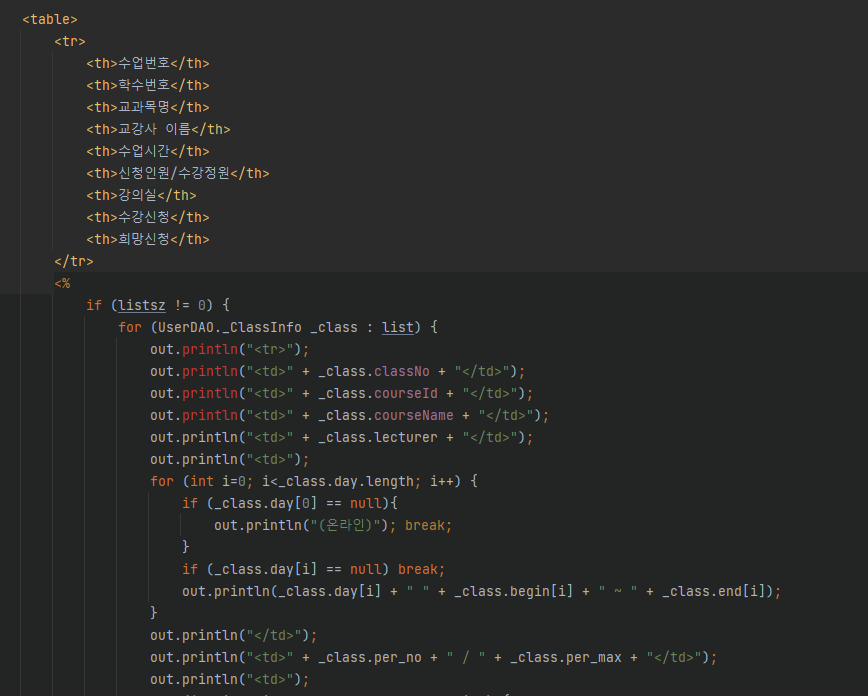 <table>
<tr>
<th>수업번호</th>
<th>학수번호</th>
<th>교과목명</th>
<th>교강사 이름</th>
<th>수업시간</th>
<th>신청인원/수강정원</th>
<th>강의실</th>
<th>수강신청</th>
<th>희망신청</th>
</tr>
<%
if (listsz != 0) {
for (UserDAO._ClassInfo _class : list) {
out.println("<tr>");
out.println("<td>" + _class.classNo + "</td>");
out.println("<td>" + _class.courseId + "</td>");
out.println("<td>" + _class.courseName + "</td>");
out.println("<td>" + _class.lecturer + "</td>");
out.println("<td>");
for (int i=0; i<_class.day.length; i++) {
if (_class.day[0] == null){
out.println("(온라인)"); break;
}
if (_class.day[i] == null) break;
out.println(_class.day[i] + " " + _class.begin[i] + " ~ " + _class.end[i]);
}
out.println("</td>");
out.println("<td>" + _class.per_no + " / " + _class.per_max + "</td>");
out.println("<td>");